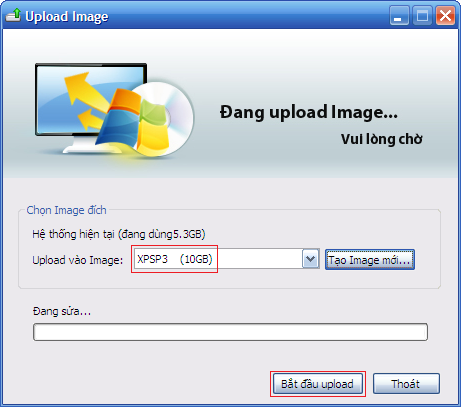 Upload Image
Đang upload Image...
Vui lòng chờ
Chọn Image đích
Hệ thống hiện tại (đang dùng5.3GB)
Upload vào Image: XPSP3 (10GB) Tạo Image mới...
Đang sửa...
Bắt đầu upload Thoát